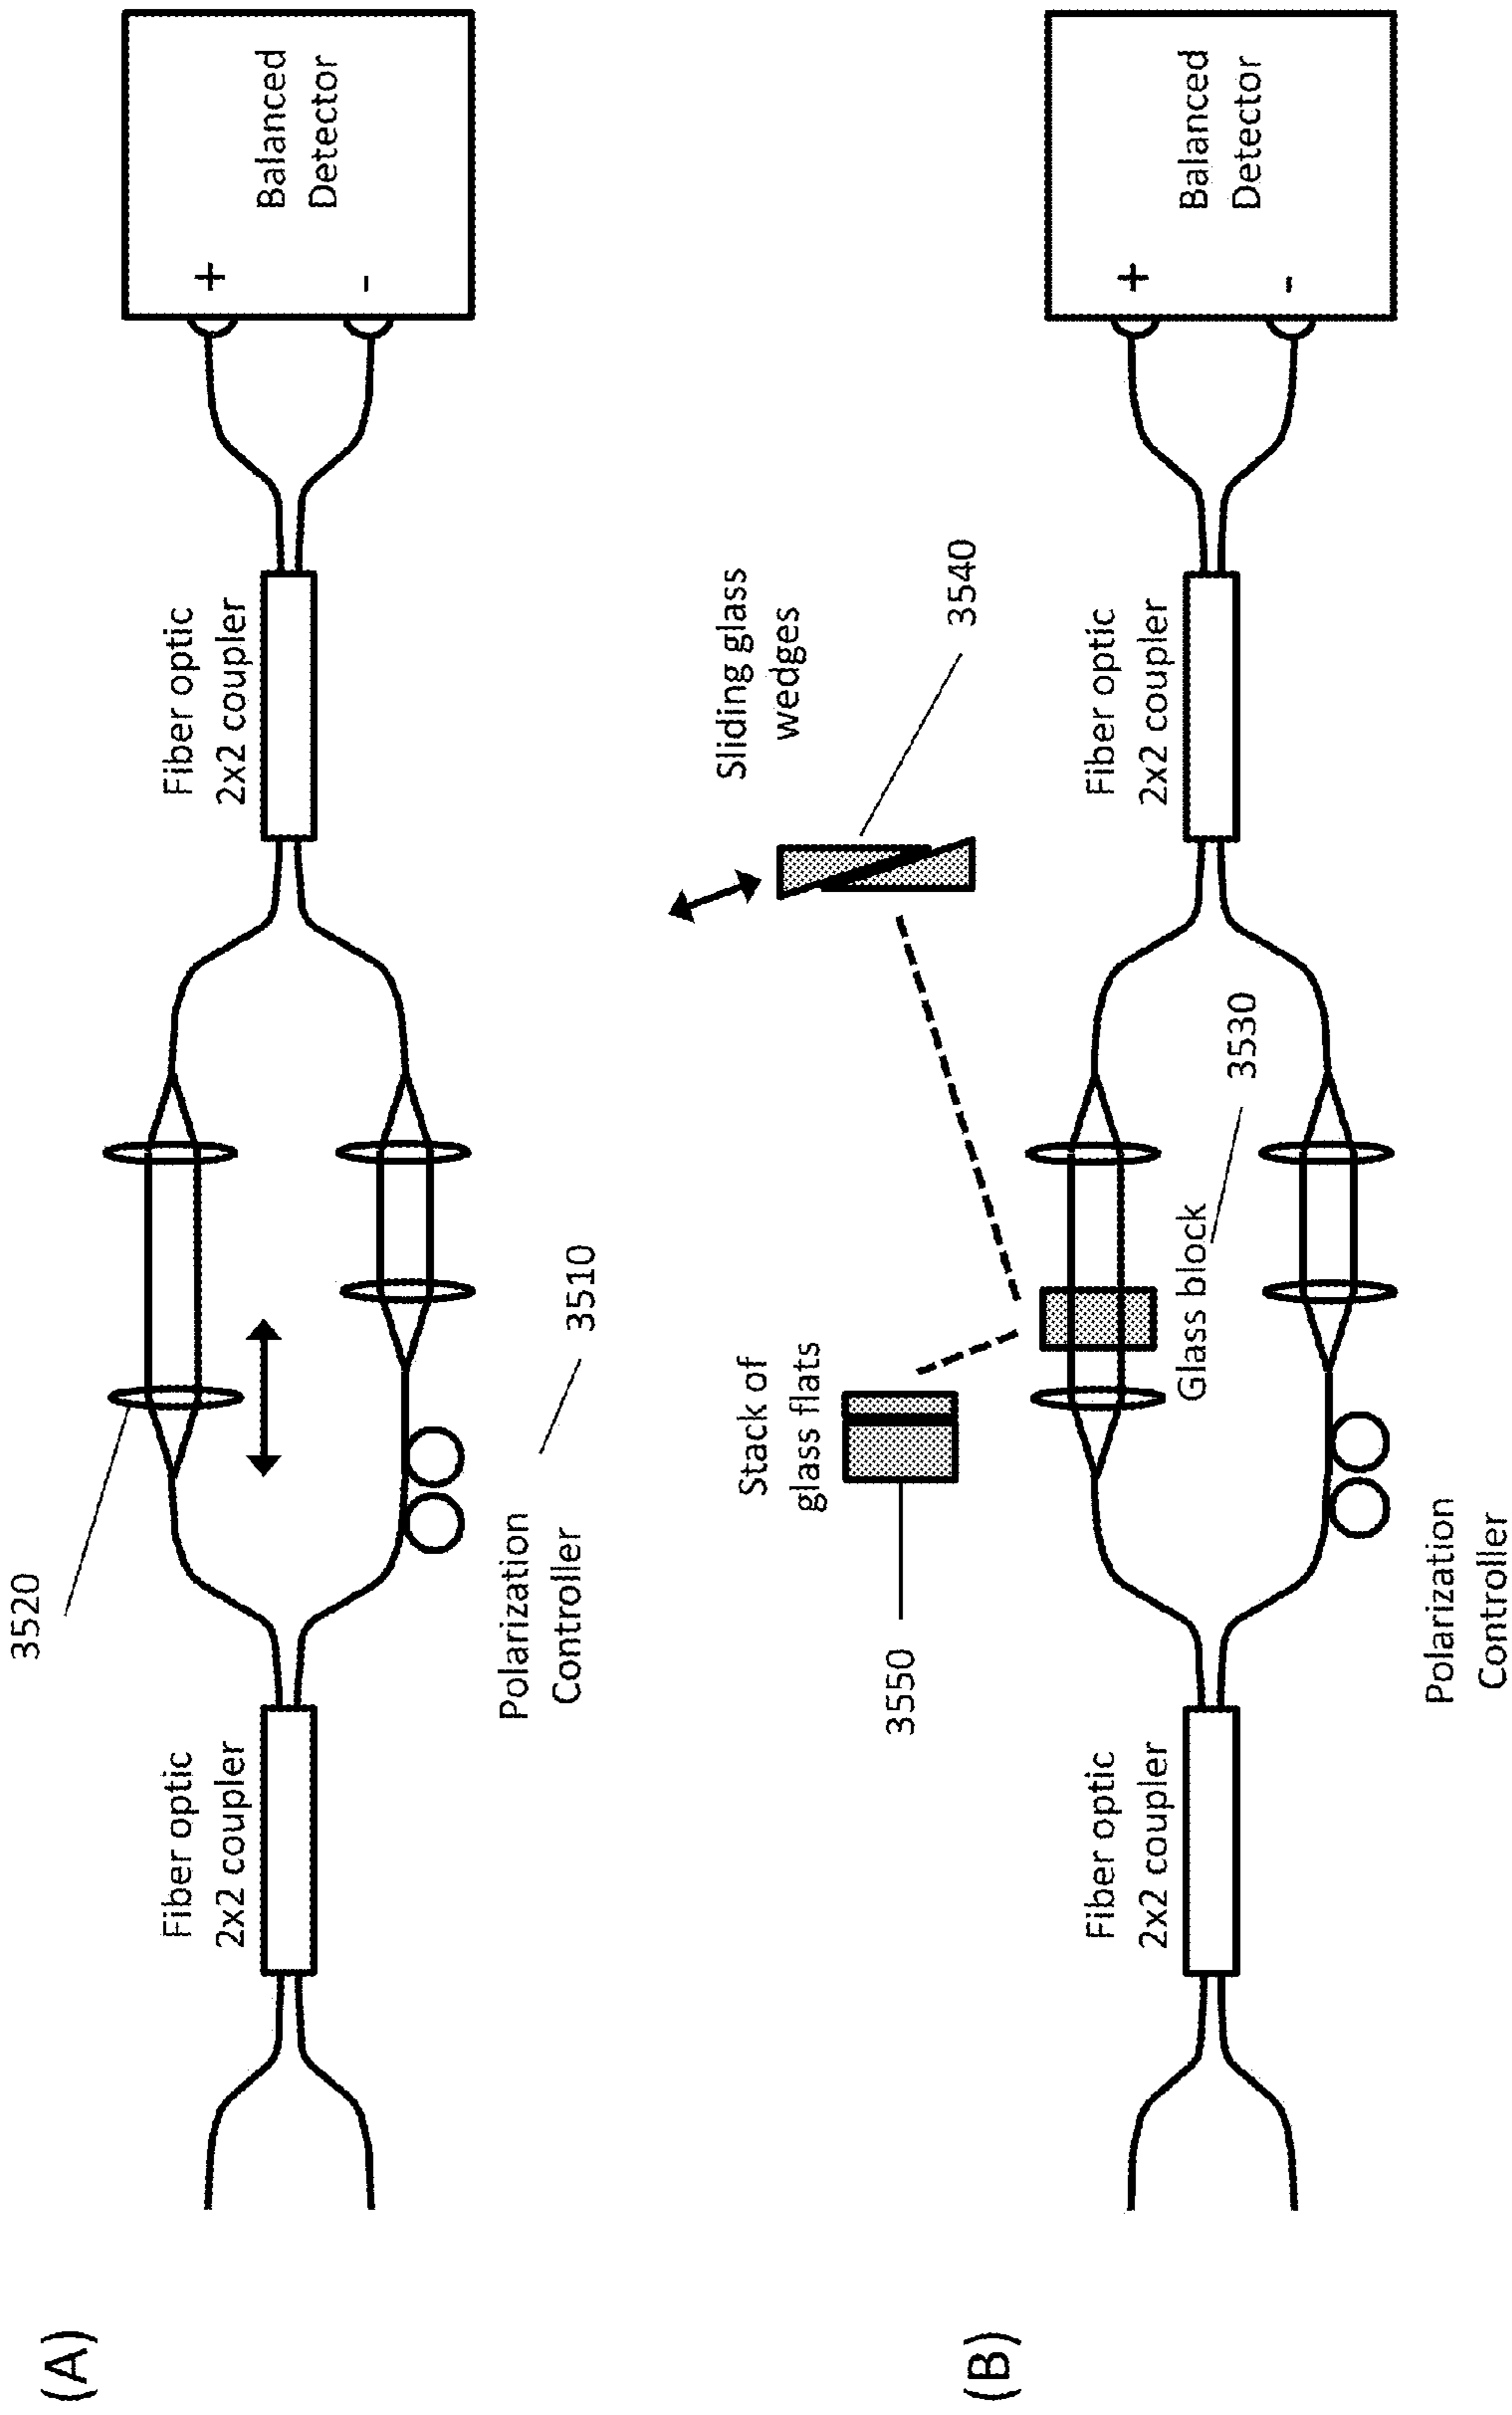 (A)
3520
Fiber optic
2x2 coupler
Fiber optic
2x2 coupler
+
-
Balanced
Detector
Polarization
Controller
3510
(B)
Stack of
glass flats
3550
Sliding glass
wedges
3540
Fiber optic
2x2 coupler
Glass block
3530
Fiber optic
2x2 coupler
+
-
Balanced
Detector
Polarization
Controller